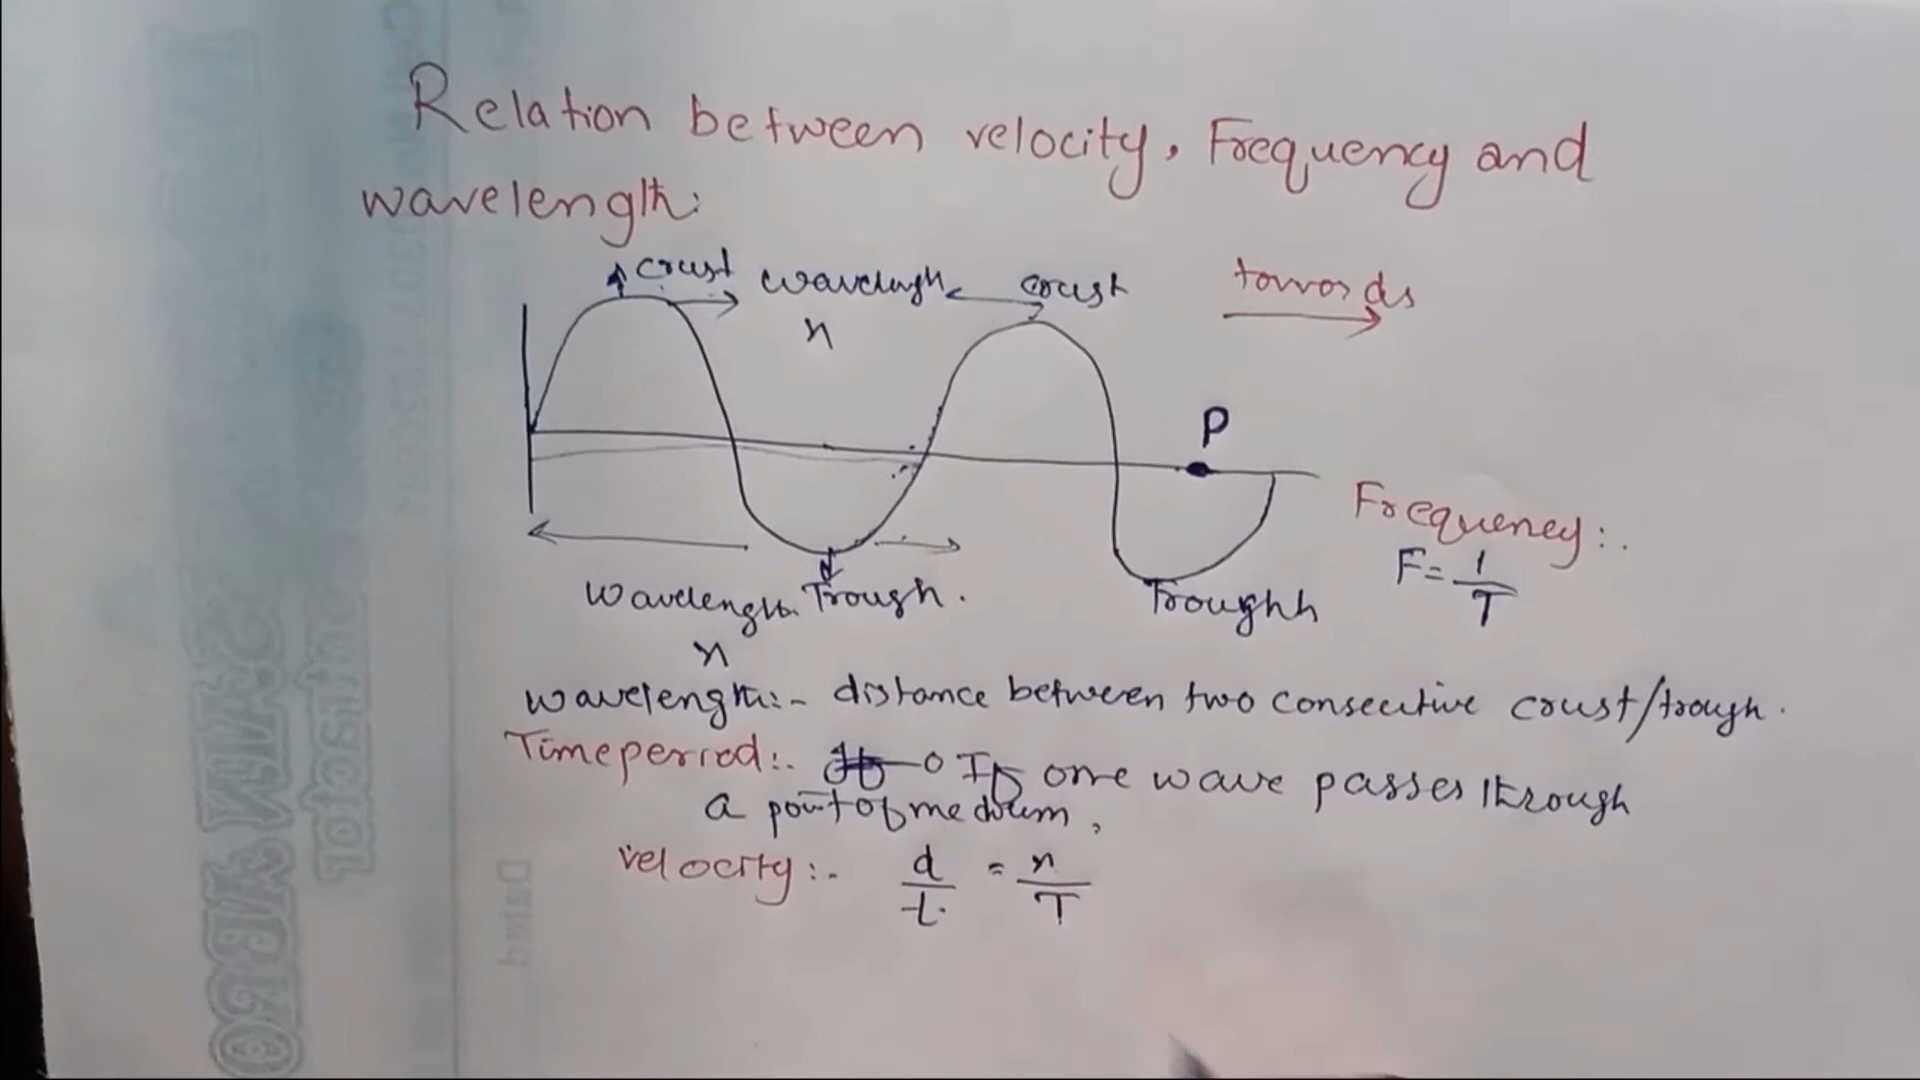 Relation between velocity, Frequency and
wavelength:
crust wavelength crust towards
λ
P
Frequency:.
F= 1/T
wavelength Trough. Troughh
λ
wavelength:- distance between two consecutive crust/trough.
Timeperiod:. If one wave passes through
a point of medium,
velocity:- d/t. = λ/T